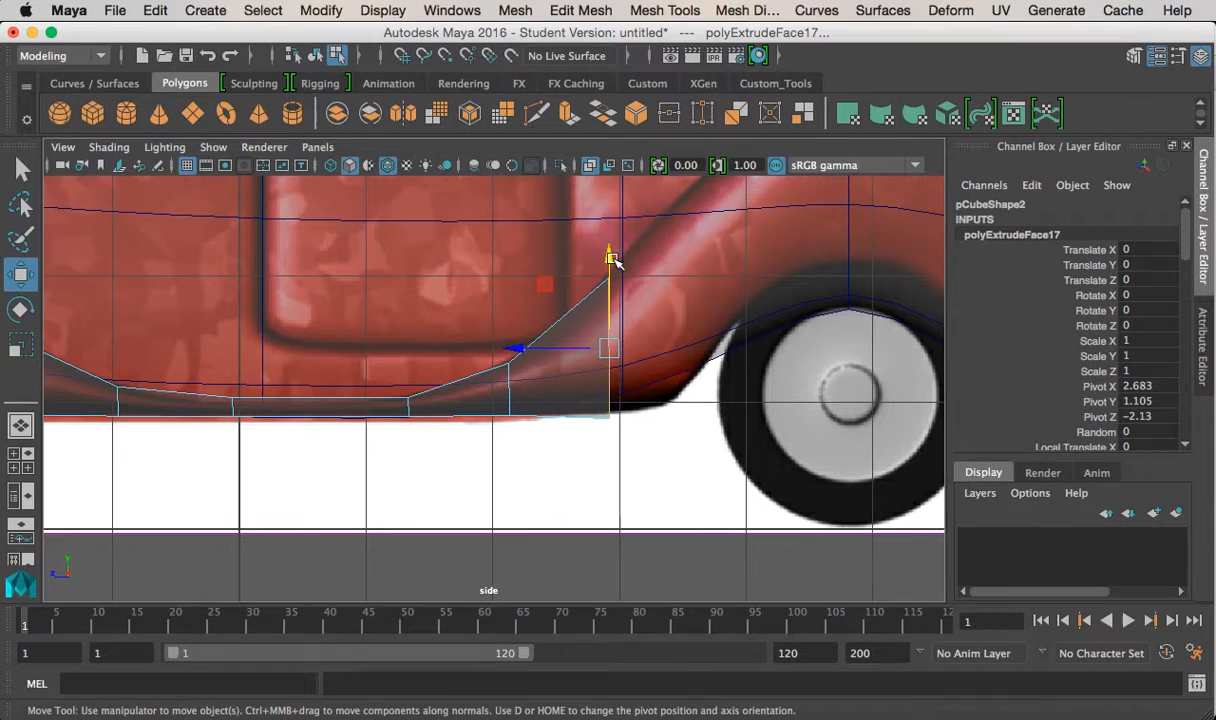 Maya File Edit Create Select Modify Display Windows Mesh Edit Mesh Mesh Tools Mesh Di... Curves Surfaces Deform UV Generate Cache Help
Autodesk Maya 2016 - Student Version: untitled* --- polyExtrudeFace17...
Modeling No Live Surface
Curves / Surfaces Polygons Sculpting Rigging Animation Rendering FX FX Caching Custom XGen Custom_Tools
View Shading Lighting Show Renderer Panels
0.00 1.00 sRGB gamma
side
Channel Box / Layer Editor
Channels Edit Object Show
pCubeShape2
INPUTS
polyExtrudeFace17
Translate X 0
Translate Y 0
Translate Z 0
Rotate X 0
Rotate Y 0
Rotate Z 0
Scale X 1
Scale Y 1
Scale Z 1
Pivot X 2.683
Pivot Y 1.105
Pivot Z -2.13
Random 0
Local Translate X 0
Display Render Anim
Layers Options Help
Channel Box / Layer Editor
Attribute Editor
y
z
5 10 15 20 25 30 35 40 45 50 55 60 65 70 75 80 85 90 95 100 105 110 115 12
1
1
1 1 1 120 120 200 No Anim Layer No Character Set
MEL
Move Tool: Use manipulator to move object(s). Ctrl+MMB+drag to move components along normals. Use D or HOME to change the pivot position and axis orientation.